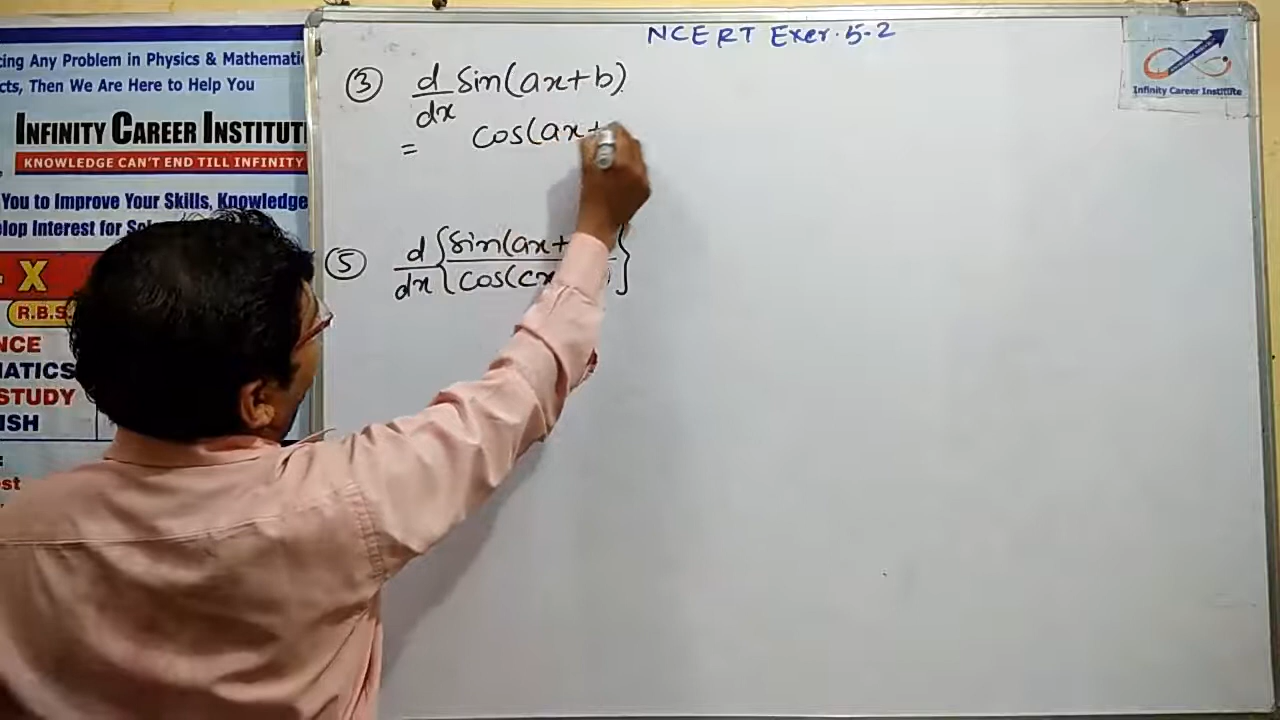 cing Any Problem in Physics & Mathemati
cts, Then We Are Here to Help You
INFINITY CAREER INSTITUT
KNOWLEDGE CAN'T END TILL INFINITY
You to Improve Your Skills, Knowledge
elop Interest for
X
R.B.S.
NCE
MATICS
STUDY
ISH
NCERT Exer. 5.2
Infinity Career Institute
③ d/dx sin(ax+b)
= cos(ax+
⑤ d/dx {sin(ax+ / cos(cx }